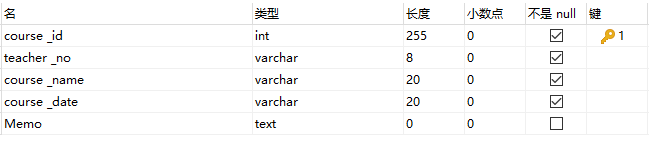 名 类型 长度 小数点 不是 null 键
course _id int 255 0 1
teacher _no varchar 8 0
course _name varchar 20 0
course _date varchar 20 0
Memo text 0 0